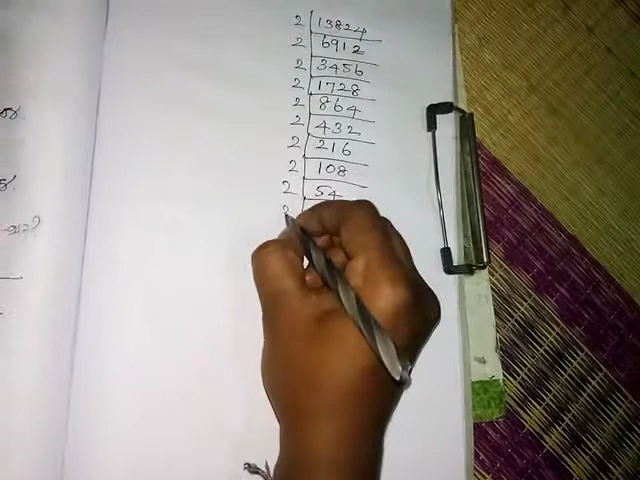 2 | 13824
2 | 6912
2 | 3456
2 | 1728
2 | 864
2 | 432
2 | 216
2 | 108
2 | 54